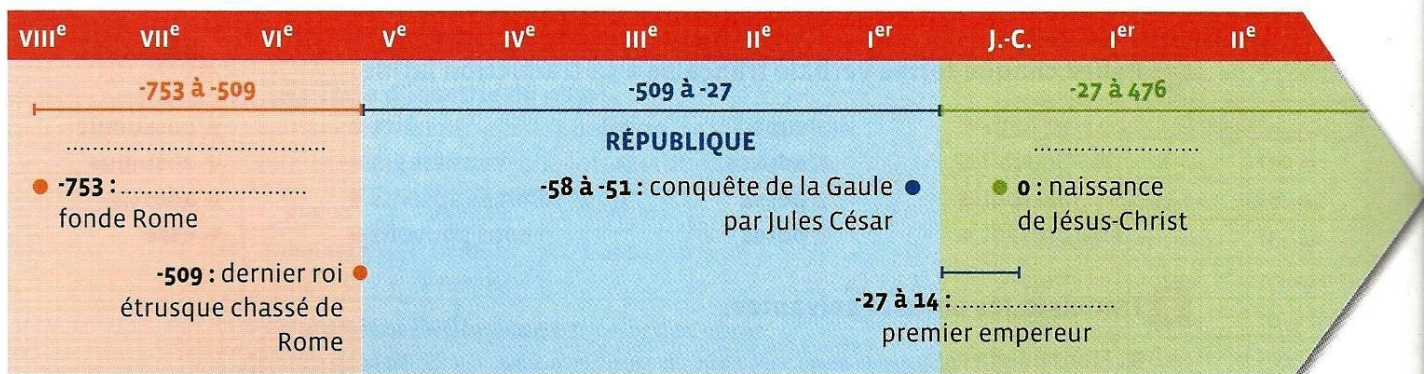 VIIIe VIIe VIe Ve IVe IIIe IIe Ier J.-C. Ier IIe
-753 à -509
-509 à -27
-27 à 476
....................................
RÉPUBLIQUE
.......................
-753 :..........................
fonde Rome
-58 à -51 : conquête de la Gaule
par Jules César
0 : naissance
de Jésus-Christ
-509 : dernier roi
étrusque chassé de
Rome
-27 à 14 :......................
premier empereur